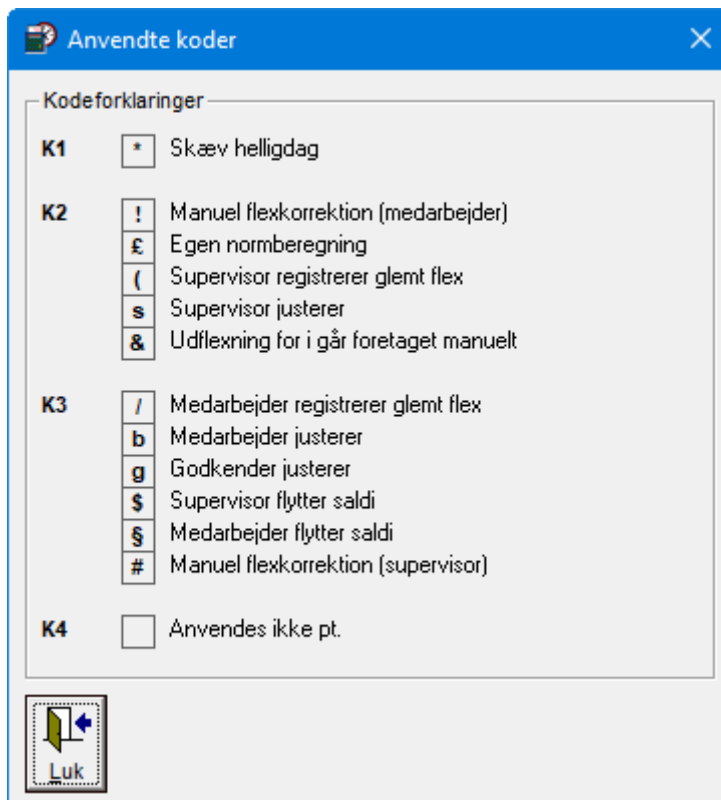 Anvendte koder
Kodeforklaringer
K1 * Skæv helligdag
K2 ! Manuel flexkorrektion (medarbejder)
£ Egen normberegning
( Supervisor registrerer glemt flex
s Supervisor justerer
& Udflexning for i går foretaget manuelt
K3 / Medarbejder registrerer glemt flex
b Medarbejder justerer
g Godkender justerer
$ Supervisor flytter saldi
§ Medarbejder flytter saldi
# Manuel flexkorrektion (supervisor)
K4 Anvendes ikke pt.
Luk